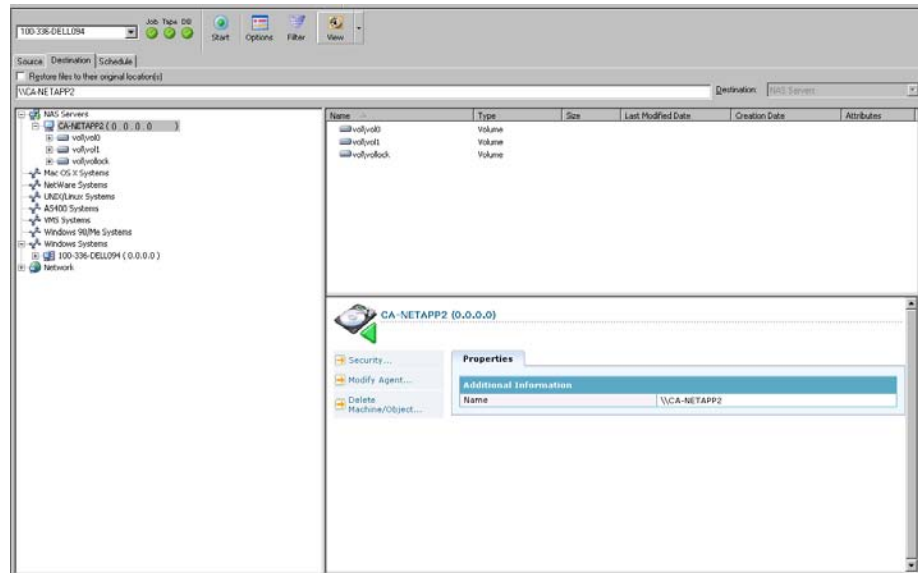 Job Tape DB
100-336-DELL094
Start
Options
Filter
View
Source
Destination
Schedule
Restore files to their original location(s)
\\CA-NETAPP2
Destination:
NAS Servers
NAS Servers
CA-NETAPP2 ( 0 . 0 . 0 . 0 )
vol\vol0
vol\vol1
vol\vollock
Mac OS X Systems
NetWare Systems
UNIX/Linux Systems
AS400 Systems
VMS Systems
Windows 98/Me Systems
Windows Systems
100-336-DELL094 ( 0.0.0.0 )
Network
Name Type Size Last Modified Date Creation Date Attributes
vol\vol0 Volume
vol\vol1 Volume
vol\vollock Volume
CA-NETAPP2 (0.0.0.0)
Security...
Modify Agent...
Delete
Machine/Object...
Properties
Additional Information
Name \\CA-NETAPP2